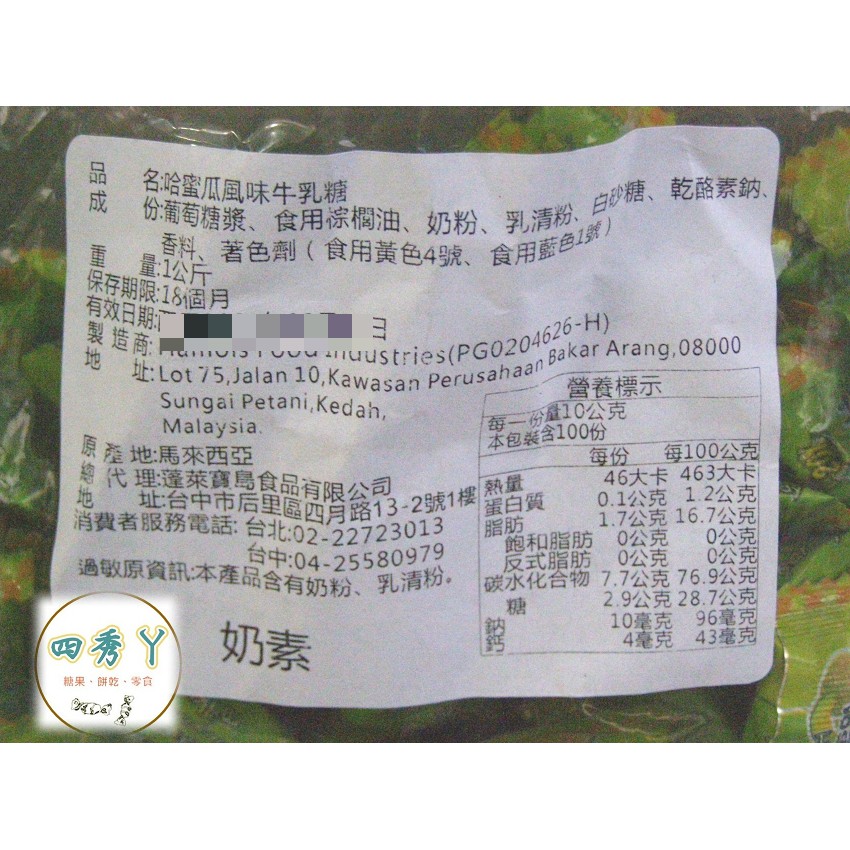 品　名:哈蜜瓜風味牛乳糖
成　份:葡萄糖漿、食用棕櫚油、奶粉、乳清粉、白砂糖、乾酪素鈉、
香料、著色劑(食用黃色4號、食用藍色1號)
重　量:1公斤
保存期限:18個月
有效日期: 日
製 造 商: Food Industries(PG0204626-H)
地　址:Lot 75,Jalan 10,Kawasan Perusahaan Bakar Arang,08000
Sungai Petani,Kedah,
Malaysia.
原 產 地:馬來西亞
總 代 理:蓬萊寶島食品有限公司
地　址:台中市后里區四月路13-2號1樓
消費者服務電話: 台北:02-22723013
台中:04-25580979
過敏原資訊:本產品含有奶粉、乳清粉。
奶素
營養標示
每一份量10公克
本包裝含100份
每份 每100公克
熱量 46大卡 463大卡
蛋白質 0.1公克 1.2公克
脂肪 1.7公克 16.7公克
飽和脂肪 0公克 0公克
反式脂肪 0公克 0公克
碳水化合物 7.7公克 76.9公克
糖 2.9公克 28.7公克
鈉 10毫克 96毫克
鈣 4毫克 43毫克
四秀丫
糖果・餅乾・零食